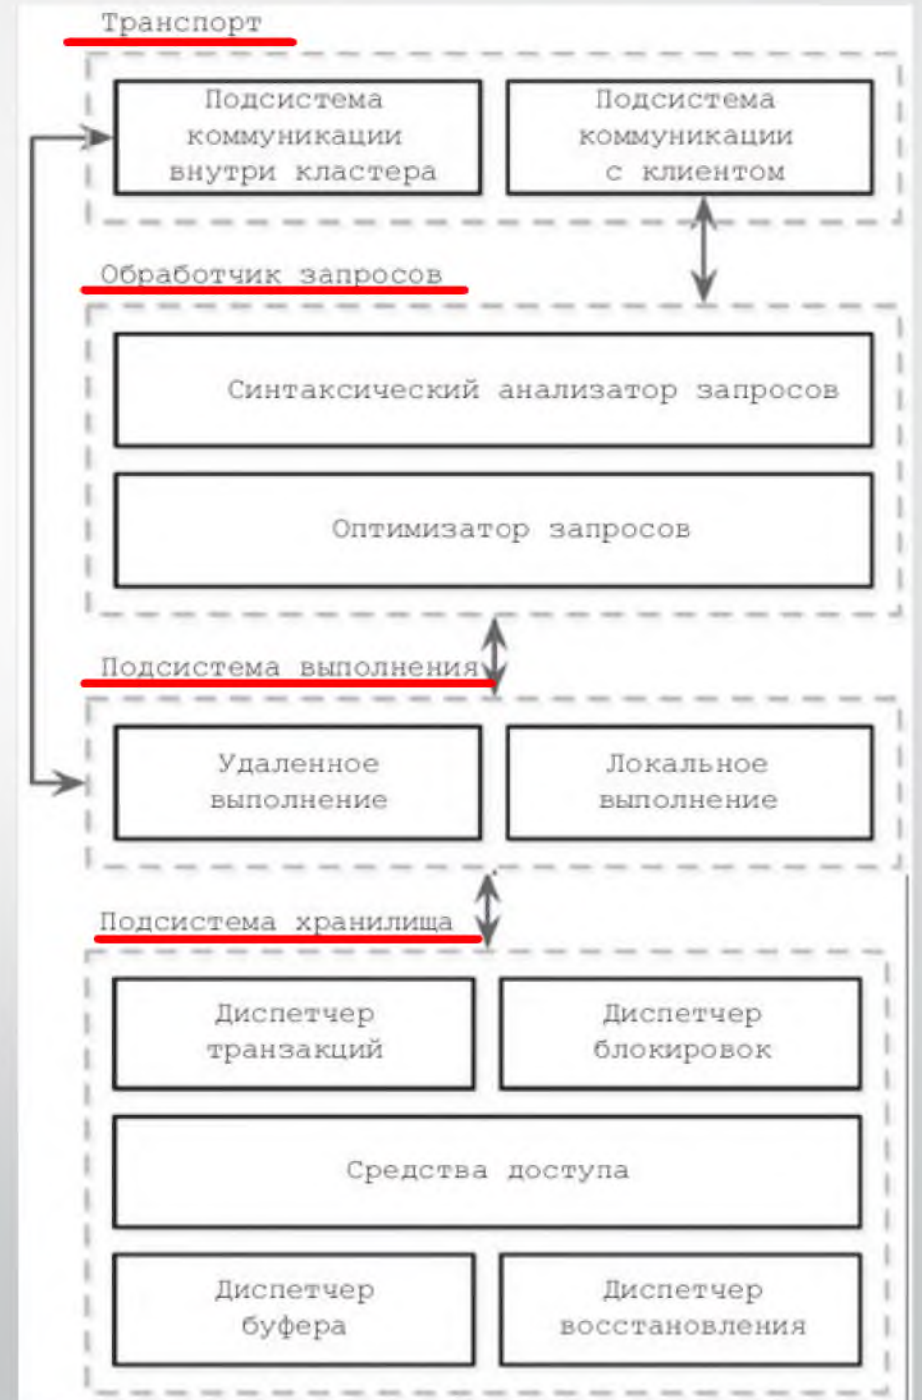 Транспорт
Подсистема
коммуникации
внутри кластера
Подсистема
коммуникации
с клиентом
Обработчик запросов
Синтаксический анализатор запросов
Оптимизатор запросов
Подсистема выполнения
Удаленное
выполнение
Локальное
выполнение
Подсистема хранилища
Диспетчер
транзакций
Диспетчер
блокировок
Средства доступа
Диспетчер
буфера
Диспетчер
восстановления